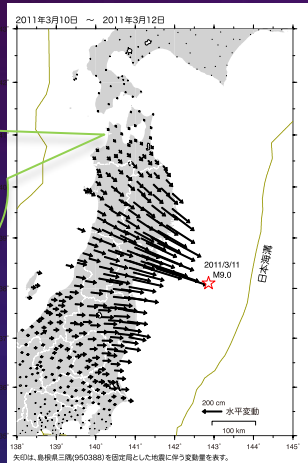 2011年3月10日 ～ 2011年3月12日
2011/3/11
M9.0
日本海溝
200 cm
水平変動
100 km
138˚ 139˚ 140˚ 141˚ 142˚ 143˚ 144˚ 145˚
矢印は、島根県三隅(950388)を固定局とした地震に伴う変動量を表す。